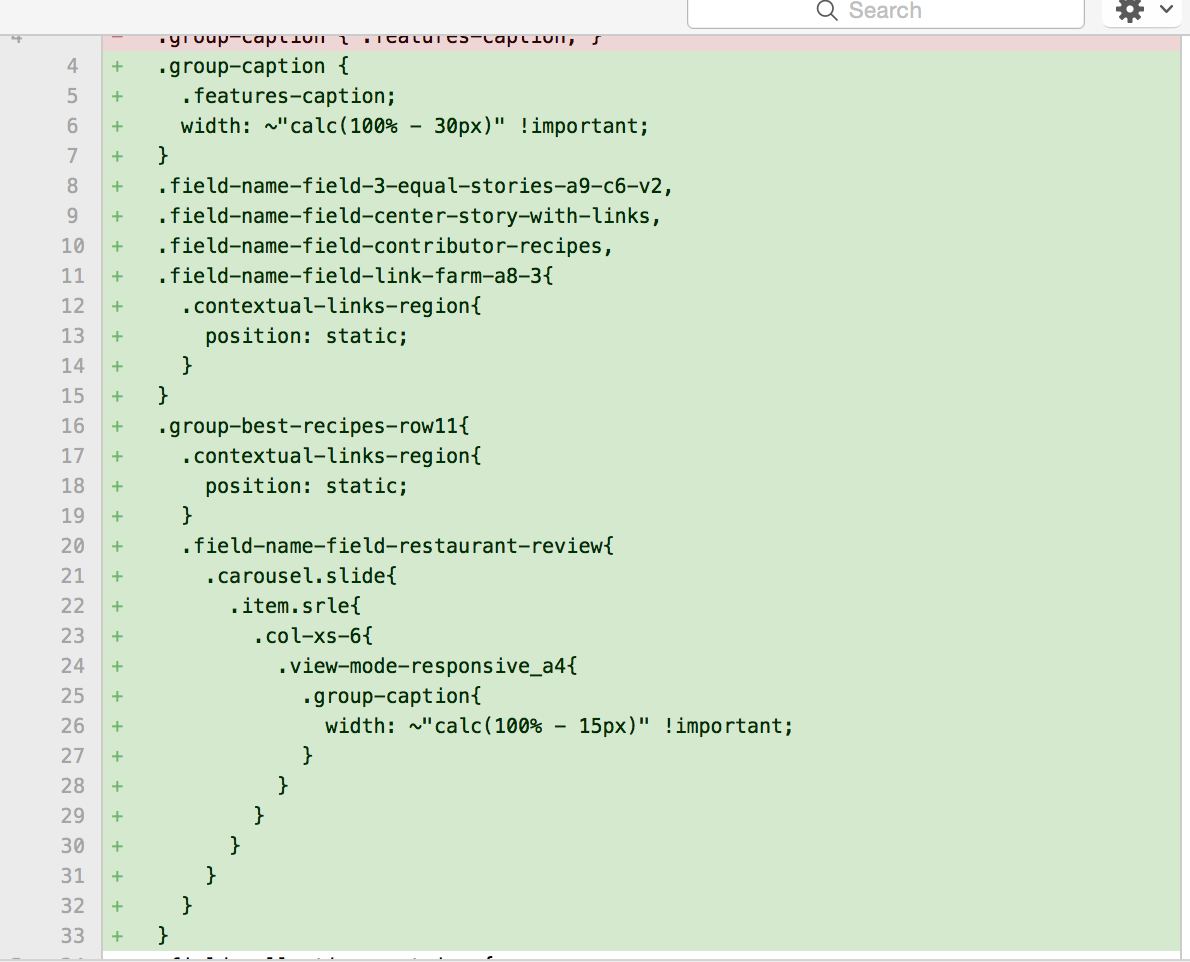 Search
4 - .group-caption { .features-caption; }
4 + .group-caption {
5 + .features-caption;
6 + width: ~"calc(100% - 30px)" !important;
7 + }
8 + .field-name-field-3-equal-stories-a9-c6-v2,
9 + .field-name-field-center-story-with-links,
10 + .field-name-field-contributor-recipes,
11 + .field-name-field-link-farm-a8-3{
12 + .contextual-links-region{
13 + position: static;
14 + }
15 + }
16 + .group-best-recipes-row11{
17 + .contextual-links-region{
18 + position: static;
19 + }
20 + .field-name-field-restaurant-review{
21 + .carousel.slide{
22 + .item.srle{
23 + .col-xs-6{
24 + .view-mode-responsive_a4{
25 + .group-caption{
26 + width: ~"calc(100% - 15px)" !important;
27 + }
28 + }
29 + }
30 + }
31 + }
32 + }
33 + }